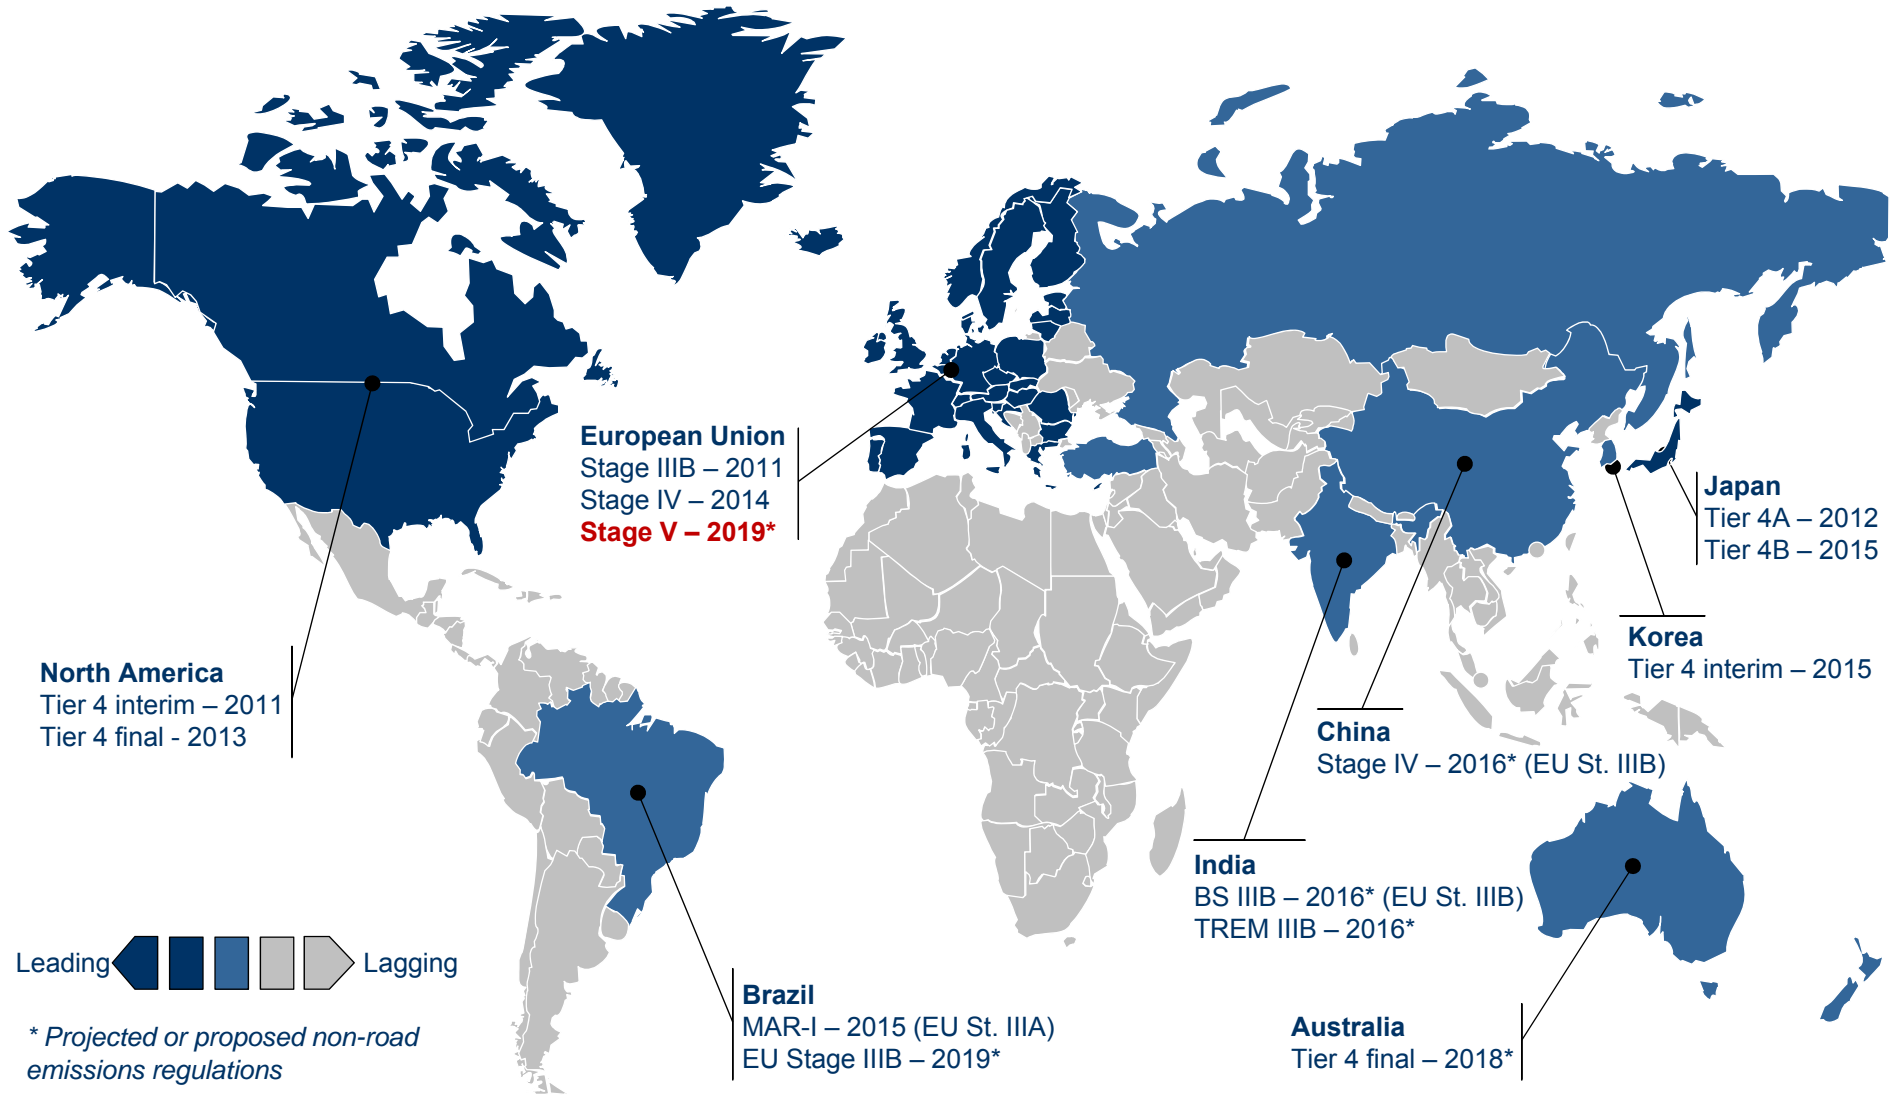 European Union
Stage IIIB – 2011
Stage IV – 2014
Stage V – 2019*
Japan
Tier 4A – 2012
Tier 4B – 2015
Korea
Tier 4 interim – 2015
North America
Tier 4 interim – 2011
Tier 4 final - 2013
China
Stage IV – 2016* (EU St. IIIB)
India
BS IIIB – 2016* (EU St. IIIB)
TREM IIIB – 2016*
Leading
Lagging
Brazil
MAR-I – 2015 (EU St. IIIA)
EU Stage IIIB – 2019*
Australia
Tier 4 final – 2018*
* Projected or proposed non-road
emissions regulations